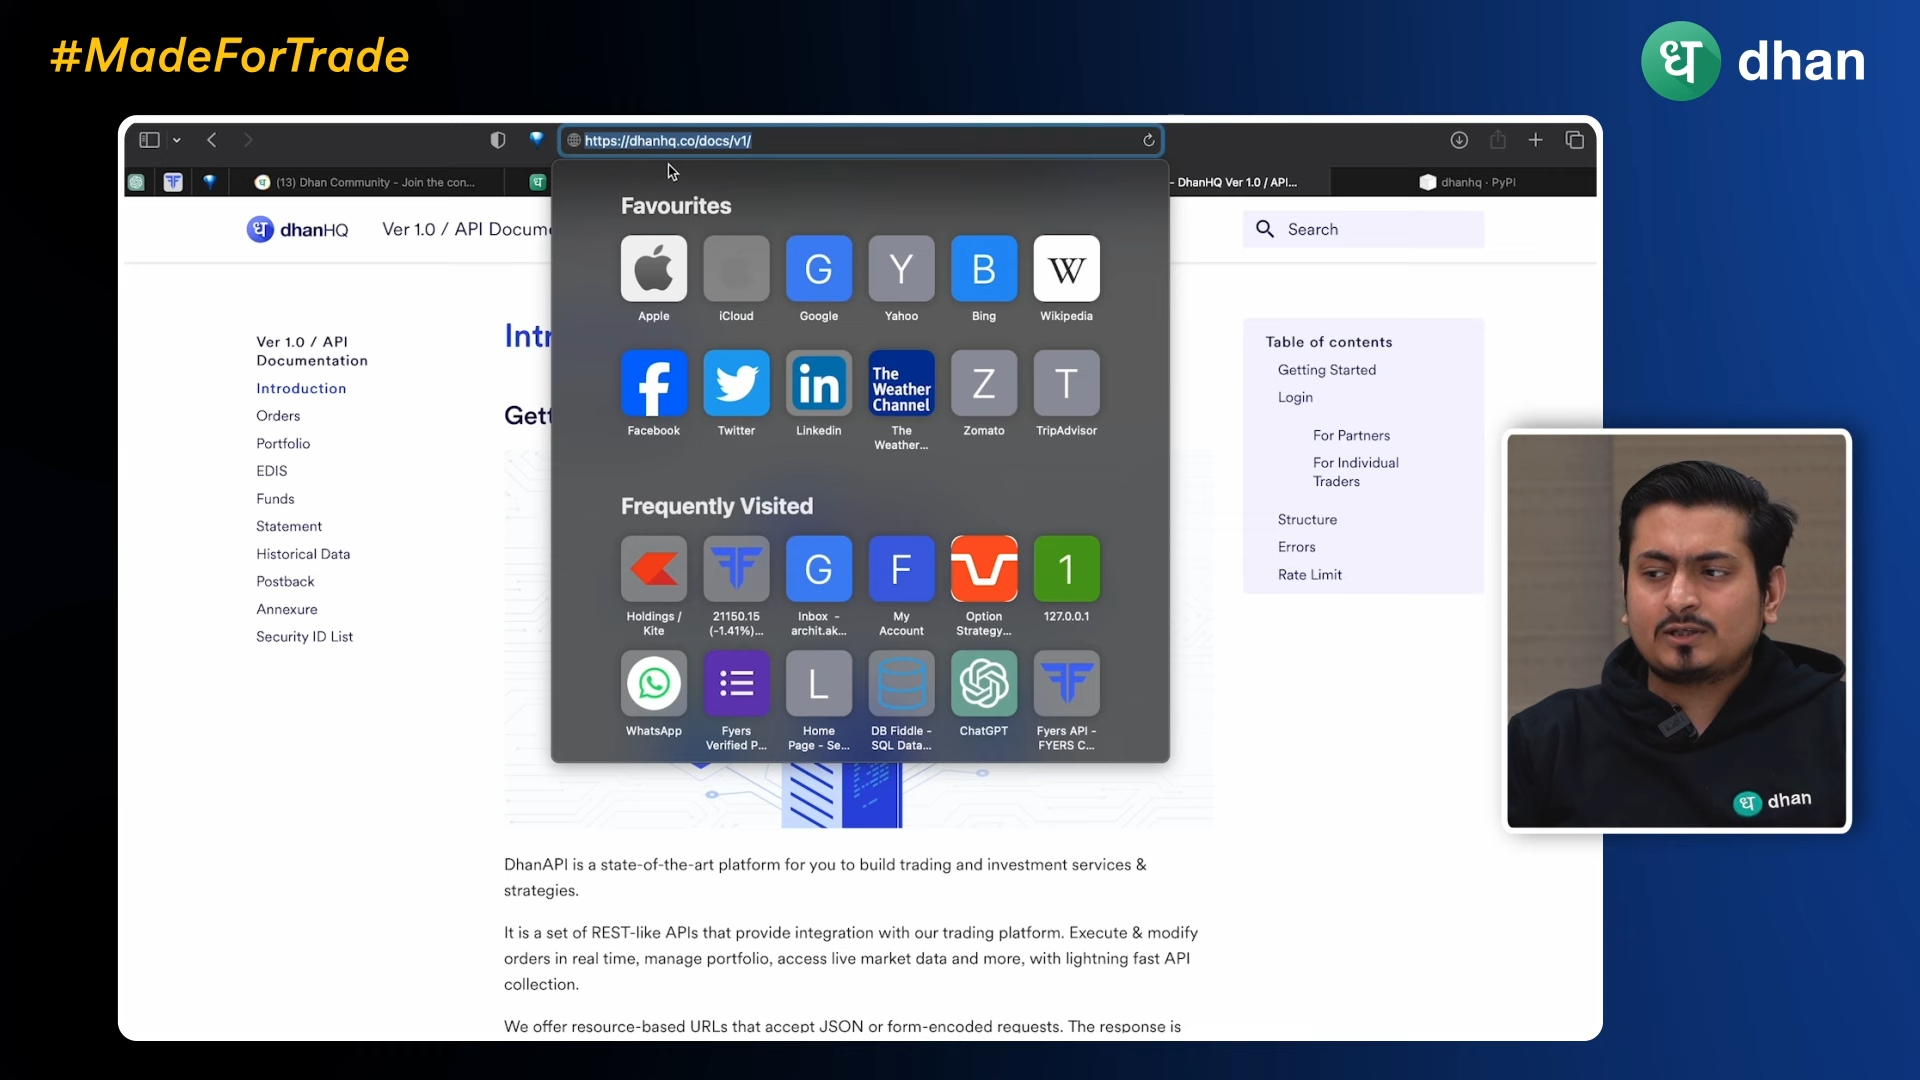 #MadeForTrade
ध dhan
https://dhanhq.co/docs/v1/
(13) Dhan Community - Join the con...
- DhanHQ Ver 1.0 / API...
dhanhq · PyPI
ध dhanHQ
Ver 1.0 / API Docume
Search
Ver 1.0 / API
Documentation
Introduction
Orders
Portfolio
EDIS
Funds
Statement
Historical Data
Postback
Annexure
Security ID List
Intr
Gett
Favourites
G
Y
B
W
Apple
iCloud
Google
Yahoo
Bing
Wikipedia
f
in
The
Weather
Channel
Z
T
Facebook
Twitter
Linkedin
The
Weather...
Zomato
TripAdvisor
Frequently Visited
G
F
1
Holdings /
Kite
21150.15
(-1.41%)...
Inbox -
archit.ak...
My
Account
Option
Strategy...
127.0.0.1
L
WhatsApp
Fyers
Verified P...
Home
Page - Se...
DB Fiddle -
SQL Data...
ChatGPT
Fyers API -
FYERS C...
Table of contents
Getting Started
Login
For Partners
For Individual
Traders
Structure
Errors
Rate Limit
DhanAPI is a state-of-the-art platform for you to build trading and investment services &
strategies.
It is a set of REST-like APIs that provide integration with our trading platform. Execute & modify
orders in real time, manage portfolio, access live market data and more, with lightning fast API
collection.
We offer resource-based URLs that accept JSON or form-encoded requests. The response is
ध dhan